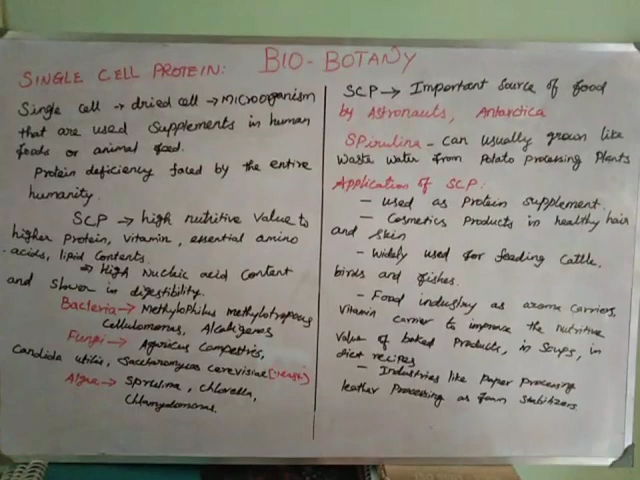 BIO-BOTANY
SINGLE CELL PROTEIN:
Single cell → dried cell → Microorganism
that are used Supplements in human
foods or animal feed.
Protein deficiency faced by the entire
humanity.
SCP → high nutritive value to
higher Protein, vitamin, essential amino
acids, lipid contents.
⇒ High Nucleic acid content
and slower in digestibility.
Bacteria → Methylophilus methylotropous
Cellulomonas, Alcaligenes
Fungi → Agaricus Campestris,
Candida utilis, Saccharomyces cerevisiae (yeast)
Algae → Spirulina, Chlorella,
Chlamydomonas.
SCP → Important Source of food
by Astronauts, Antarctica
Spirulina - Can usually grown like
Waste water from Potato processing Plants
Application of SCP:
- used as Protein supplement.
- Cosmetics Products in healthy hair
and skin
- Widely used for feeding Cattle,
birds and fishes.
- Food industry as aroma carriers,
Vitamin carrier to improve the nutritive
value of baked Products, in Soups, in
diet recipes
- Industries like Paper Processing
leather Processing as foam stabilizers.